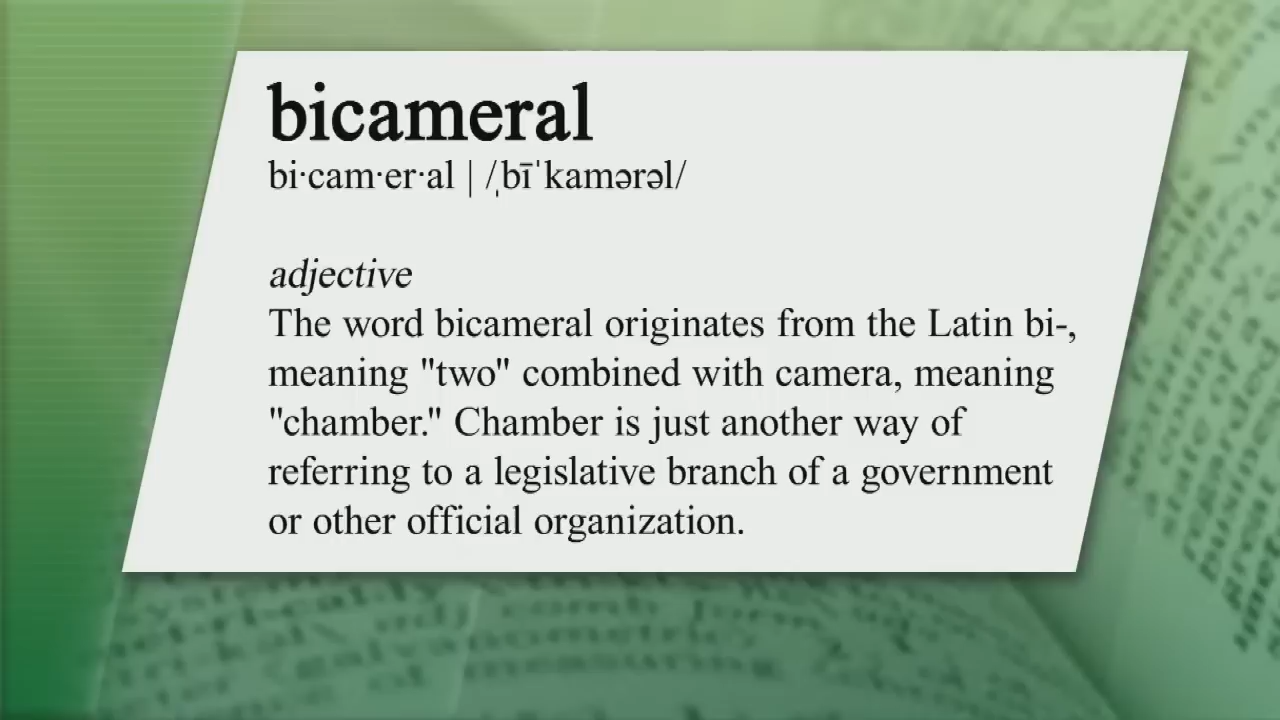 bicameral
bi·cam·er·al | /ˌbīˈkamərəl/
adjective
The word bicameral originates from the Latin bi-,
meaning "two" combined with camera, meaning
"chamber." Chamber is just another way of
referring to a legislative branch of a government
or other official organization.